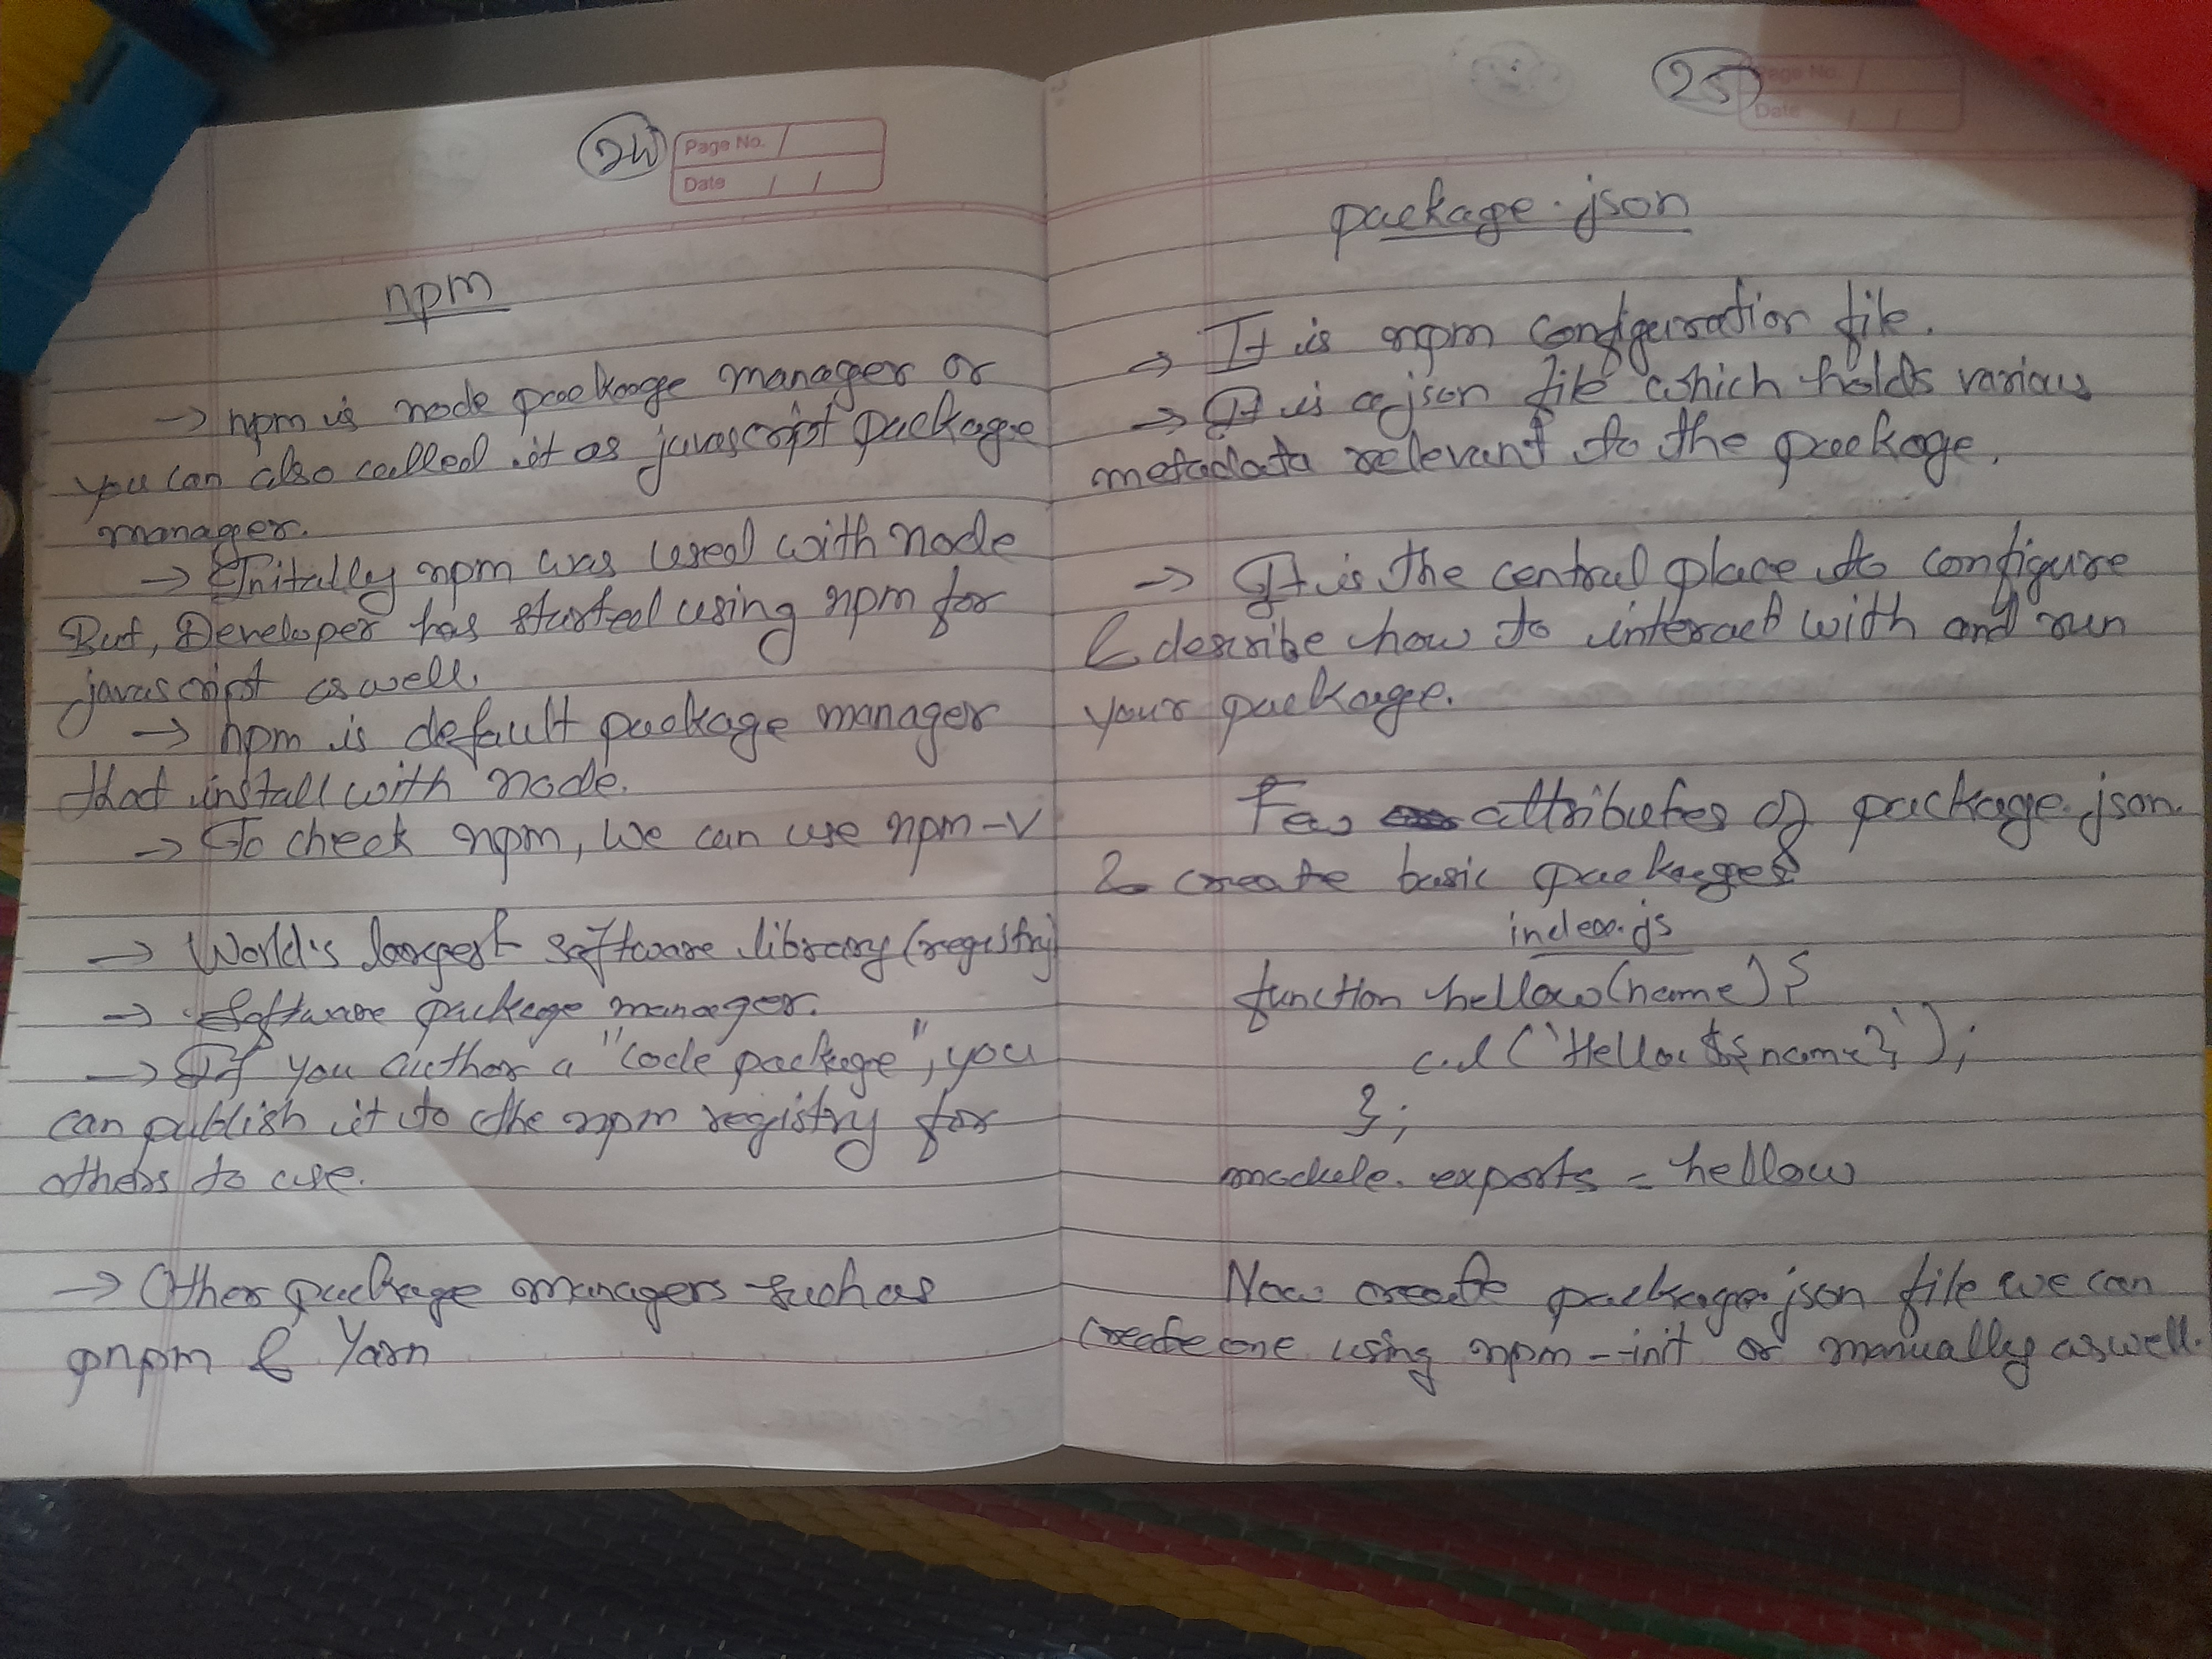 24
Page No.
Date / /
npm
→ npm is node package manager or
you can also called it as javascript package
manager.
→ Initally npm was used with node
But, Developer has started using npm for
javascript as well.
→ npm is default package manager
that install with node.
→ To check npm, we can use npm -v
→ World's largest software library (registry)
→ Software package manager.
→ If you author a "code package", you
can publish it to the npm registry for
others to use.
→ Other package managers such as
pnpm & Yarn
25
Page No.
Date / /
package.json
→ It is npm configuration file.
→ It is a json file which holds various
metadata relevant to the package.
→ It is the central place to configure
& describe how to interact with and run
your package.
Few attributes of package.json
& create basic packages
index.js
function hellow(name) {
c.l (`Hello ${name}`);
};
module.exports = hellow
Now create package.json file we can
create one using npm -init or manually as well.